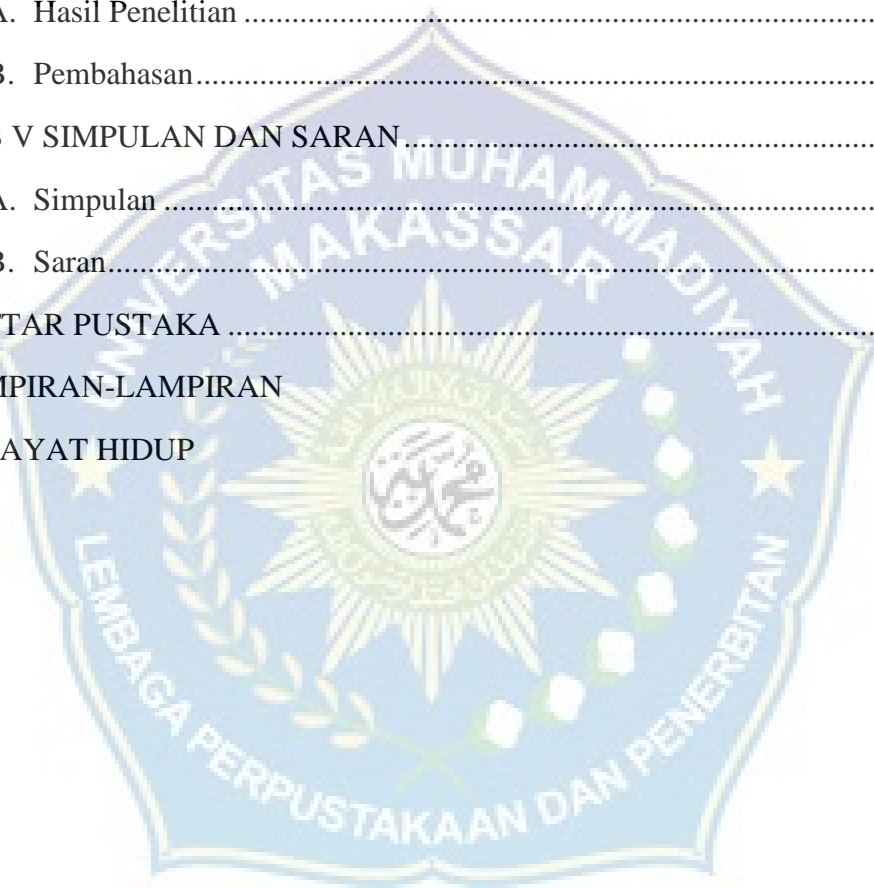 A. Hasil Penelitian ................................................................
B. Pembahasan................................................................
B V SIMPULAN DAN SARAN................................................................
A. Simpulan ................................................................
B. Saran................................................................
TAR PUSTAKA ................................................................
MPIRAN-LAMPIRAN
AYAT HIDUP
UNIVERSITAS MUHAMMADIYAH
MAKASSAR
LEMBAGA PERPUSTAKAAN DAN PENERBITAN